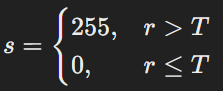 s = { 255, r > T
0, r ≤ T